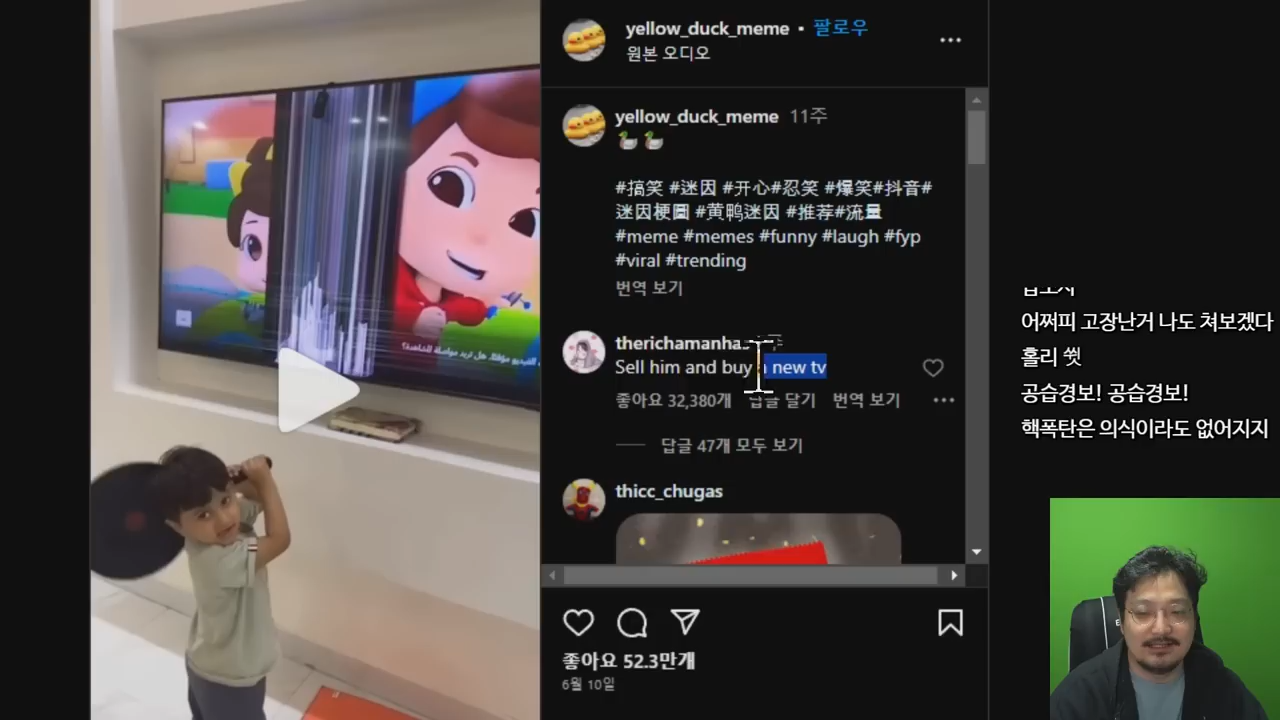 yellow_duck_meme • 팔로우
원본 오디오
yellow_duck_meme 11주
#搞笑 #迷因 #开心#忍笑 #爆笑#抖音#
迷因梗圖 #黄鸭迷因 #推荐#流量
#meme #memes #funny #laugh #fyp
#viral #trending
번역 보기
therichamanha
Sell him and buy a new tv
좋아요 32,380개 답글 달기 번역 보기
답글 47개 모두 보기
thicc_chugas
좋아요 52.3만개
6월 10일
어쩌피 고장난거 나도 쳐보겠다
홀리 쓋
공습경보! 공습경보!
핵폭탄은 의식이라도 없어지지